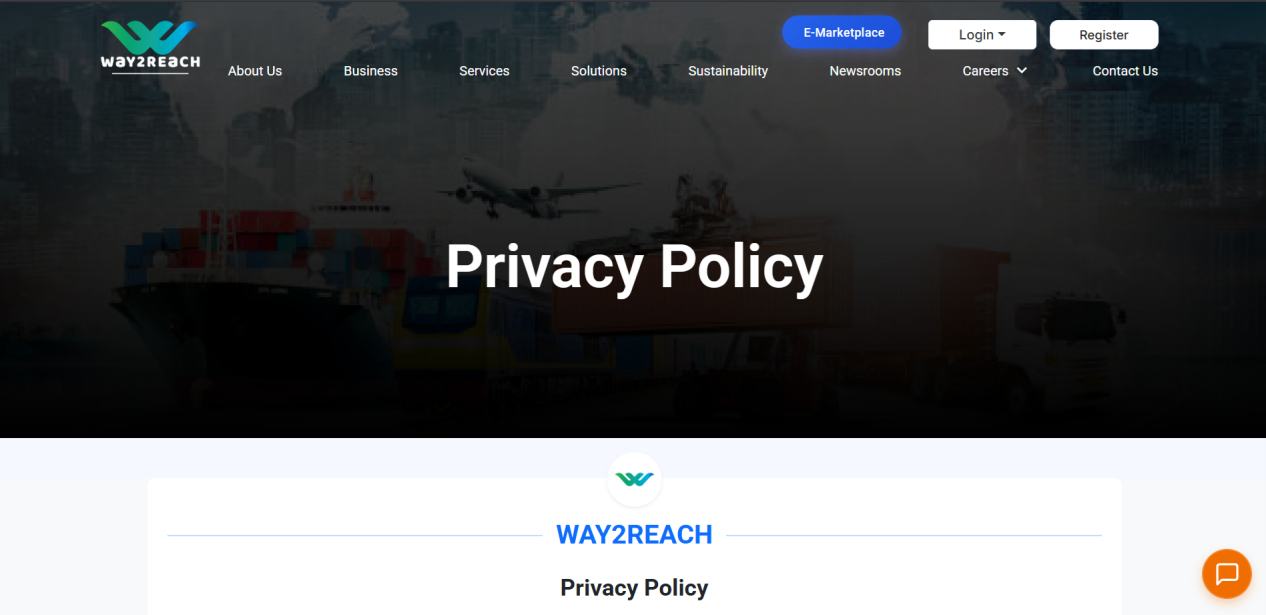 E-Marketplace
Login
Register
WAY2REACH
About Us
Business
Services
Solutions
Sustainability
Newsrooms
Careers
Contact Us
Privacy Policy
WAY2REACH
Privacy Policy